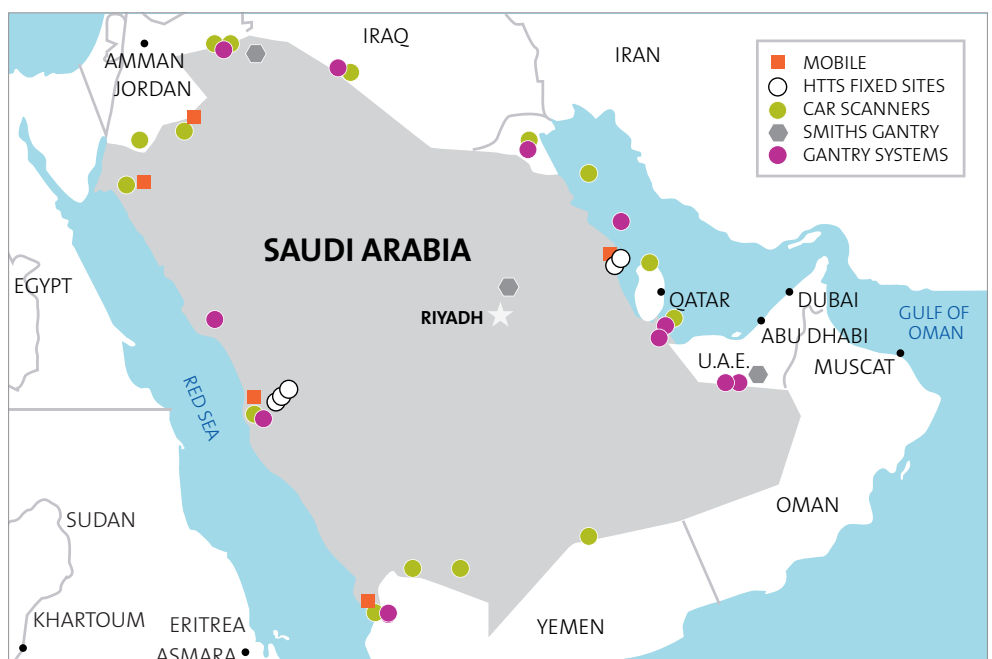 IRAQ
IRAN
AMMAN
JORDAN
MOBILE
HTTS FIXED SITES
CAR SCANNERS
SMITHS GANTRY
GANTRY SYSTEMS
SAUDI ARABIA
EGYPT
QATAR
DUBAI
RIYADH
GULF OF
OMAN
ABU DHABI
U.A.E.
MUSCAT
RED SEA
OMAN
SUDAN
KHARTOUM
ERITREA
YEMEN
ASMARA